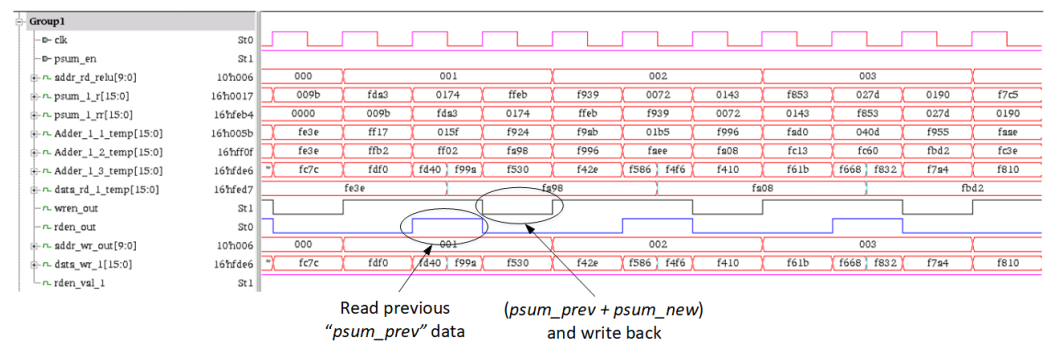 Group1
clk St0
psum_en St1
addr_rd_relu[9:0] 10'h006 000 001 002 003
psum_1_r[15:0] 16'h0017 009b fda3 0174 ffeb f939 0072 0143 f853 027d 0190 f7c5
psum_1_rr[15:0] 16'hfeb4 0000 009b fda3 0174 ffeb f939 0072 0143 f853 027d 0190
Adder_1_1_temp[15:0] 16'h005b fe3e ff17 015f f924 f9ab 01b5 f996 fad0 040d f955 faae
Adder_1_2_temp[15:0] 16'hff0f fe3e ffb2 ff02 fa98 f996 faee fa08 fc13 fc60 fbd2 fc3e
Adder_1_3_temp[15:0] 16'hfde6 * fc7c fdf0 fd40 f99a f530 f42e f586 f4f6 f410 f61b f668 f832 f7a4 f810
data_rd_1_temp[15:0] 16'hfed7 fe3e fa98 fa08 fbd2
wren_out St1
rden_out St0
addr_wr_out[9:0] 10'h006 000 001 002 003
data_wr_1[15:0] 16'hfde6 * fc7c fdf0 fd40 f99a f530 f42e f586 f4f6 f410 f61b f668 f832 f7a4 f810
rden_val_1 St1
Read previous
“psum_prev” data
(psum_prev + psum_new)
and write back